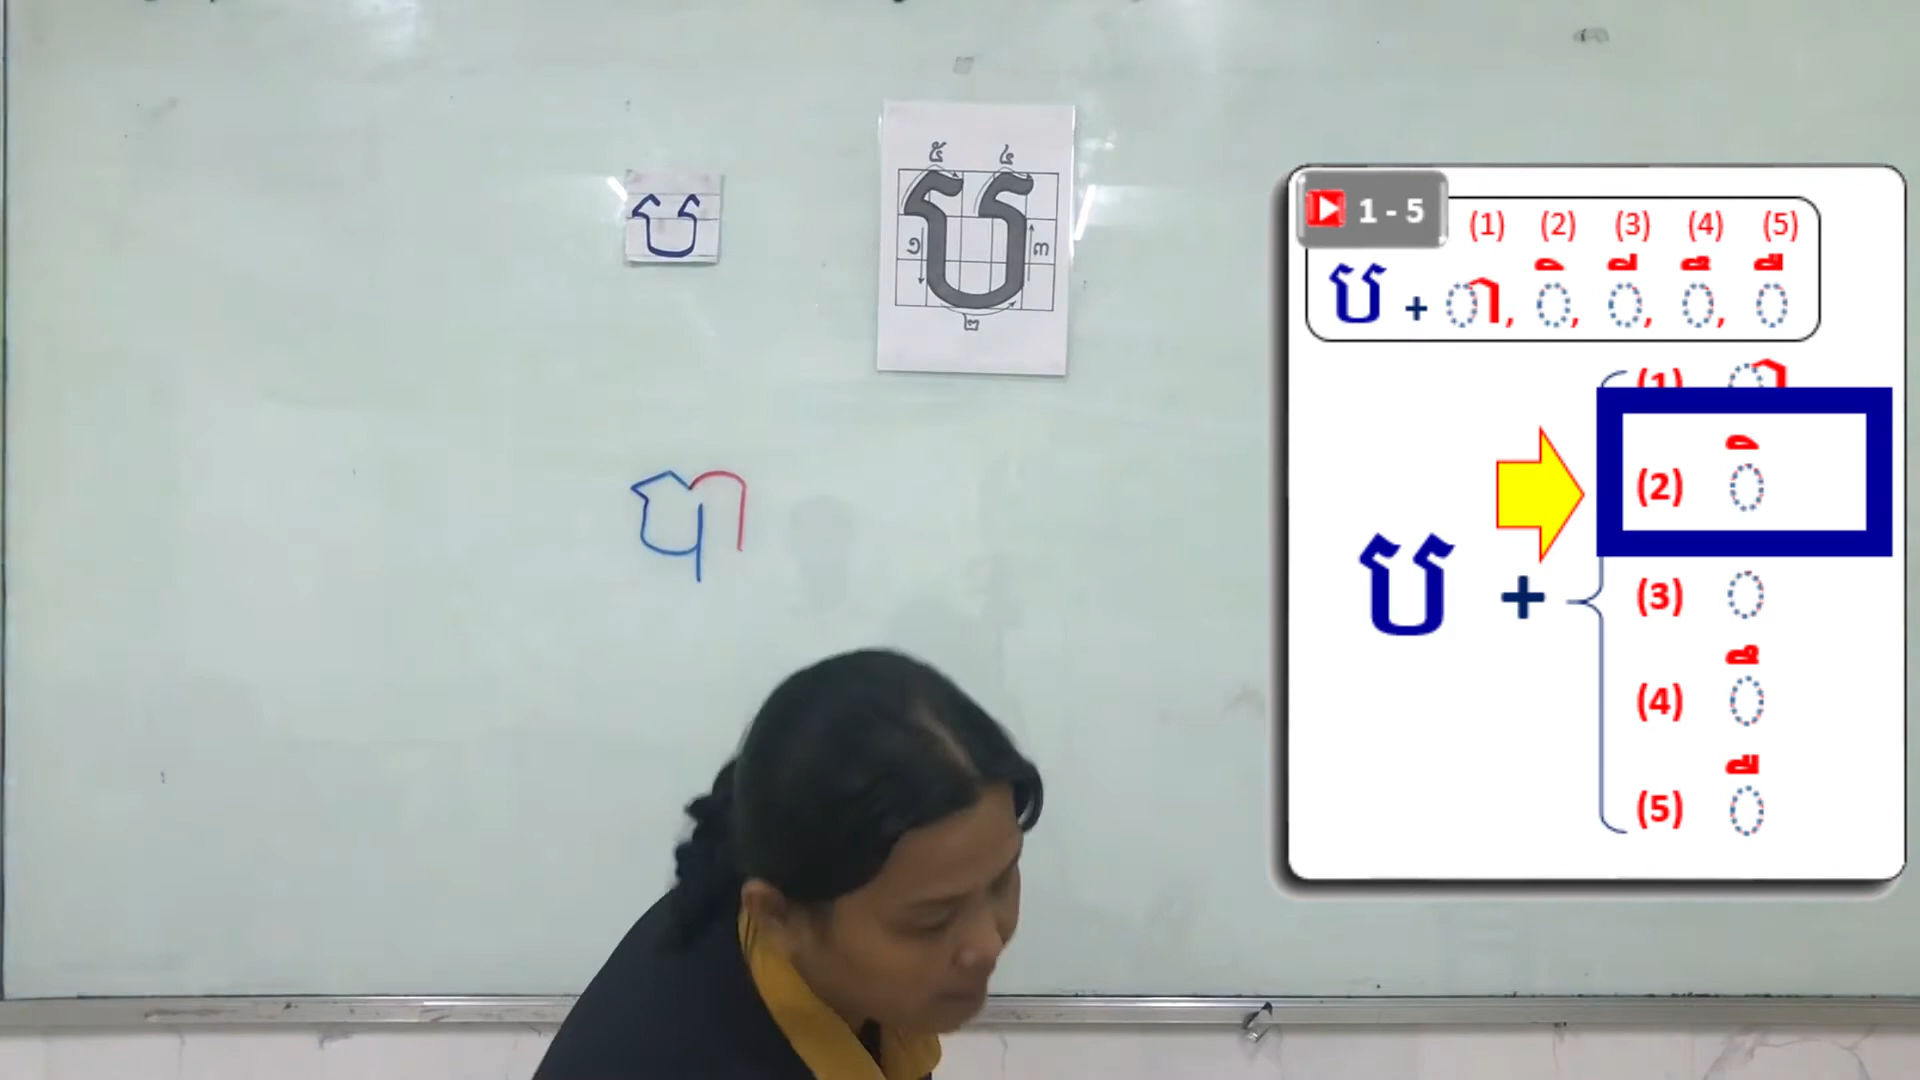 ប
៥ ៤
១ ៣
២
បា
1 - 5
(1) (2) (3) (4) (5)
ប + ា, ិ, ី, ឹ, ឺ
(1) ា
(2) ិ
ប +
(3) ◌
(4) ឹ
(5) ឺ